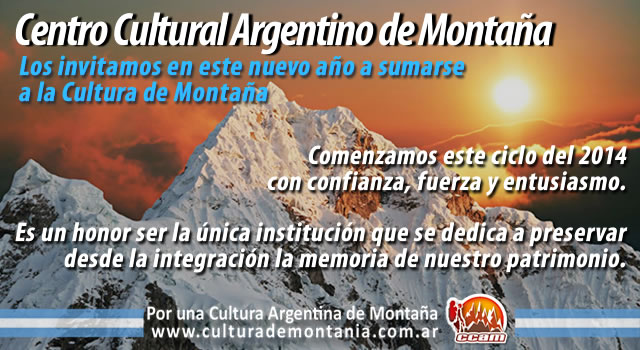 Centro Cultural Argentino de Montaña
Los invitamos en este nuevo año a sumarse
a la Cultura de Montaña
Comenzamos este ciclo del 2014
con confianza, fuerza y entusiasmo.
Es un honor ser la única institución que se dedica a preservar
desde la integración la memoria de nuestro patrimonio.
Por una Cultura Argentina de Montaña
www.culturademontania.com.ar
ccam